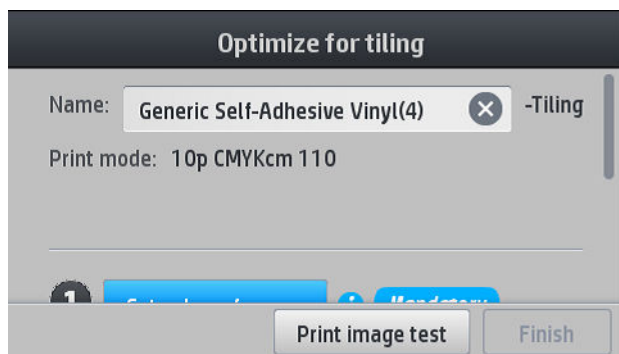 Optimize for tiling
Name: Generic Self-Adhesive Vinyl(4) -Tiling
Print mode: 10p CMYKcm 110
1 Mandatory
Print image test Finish